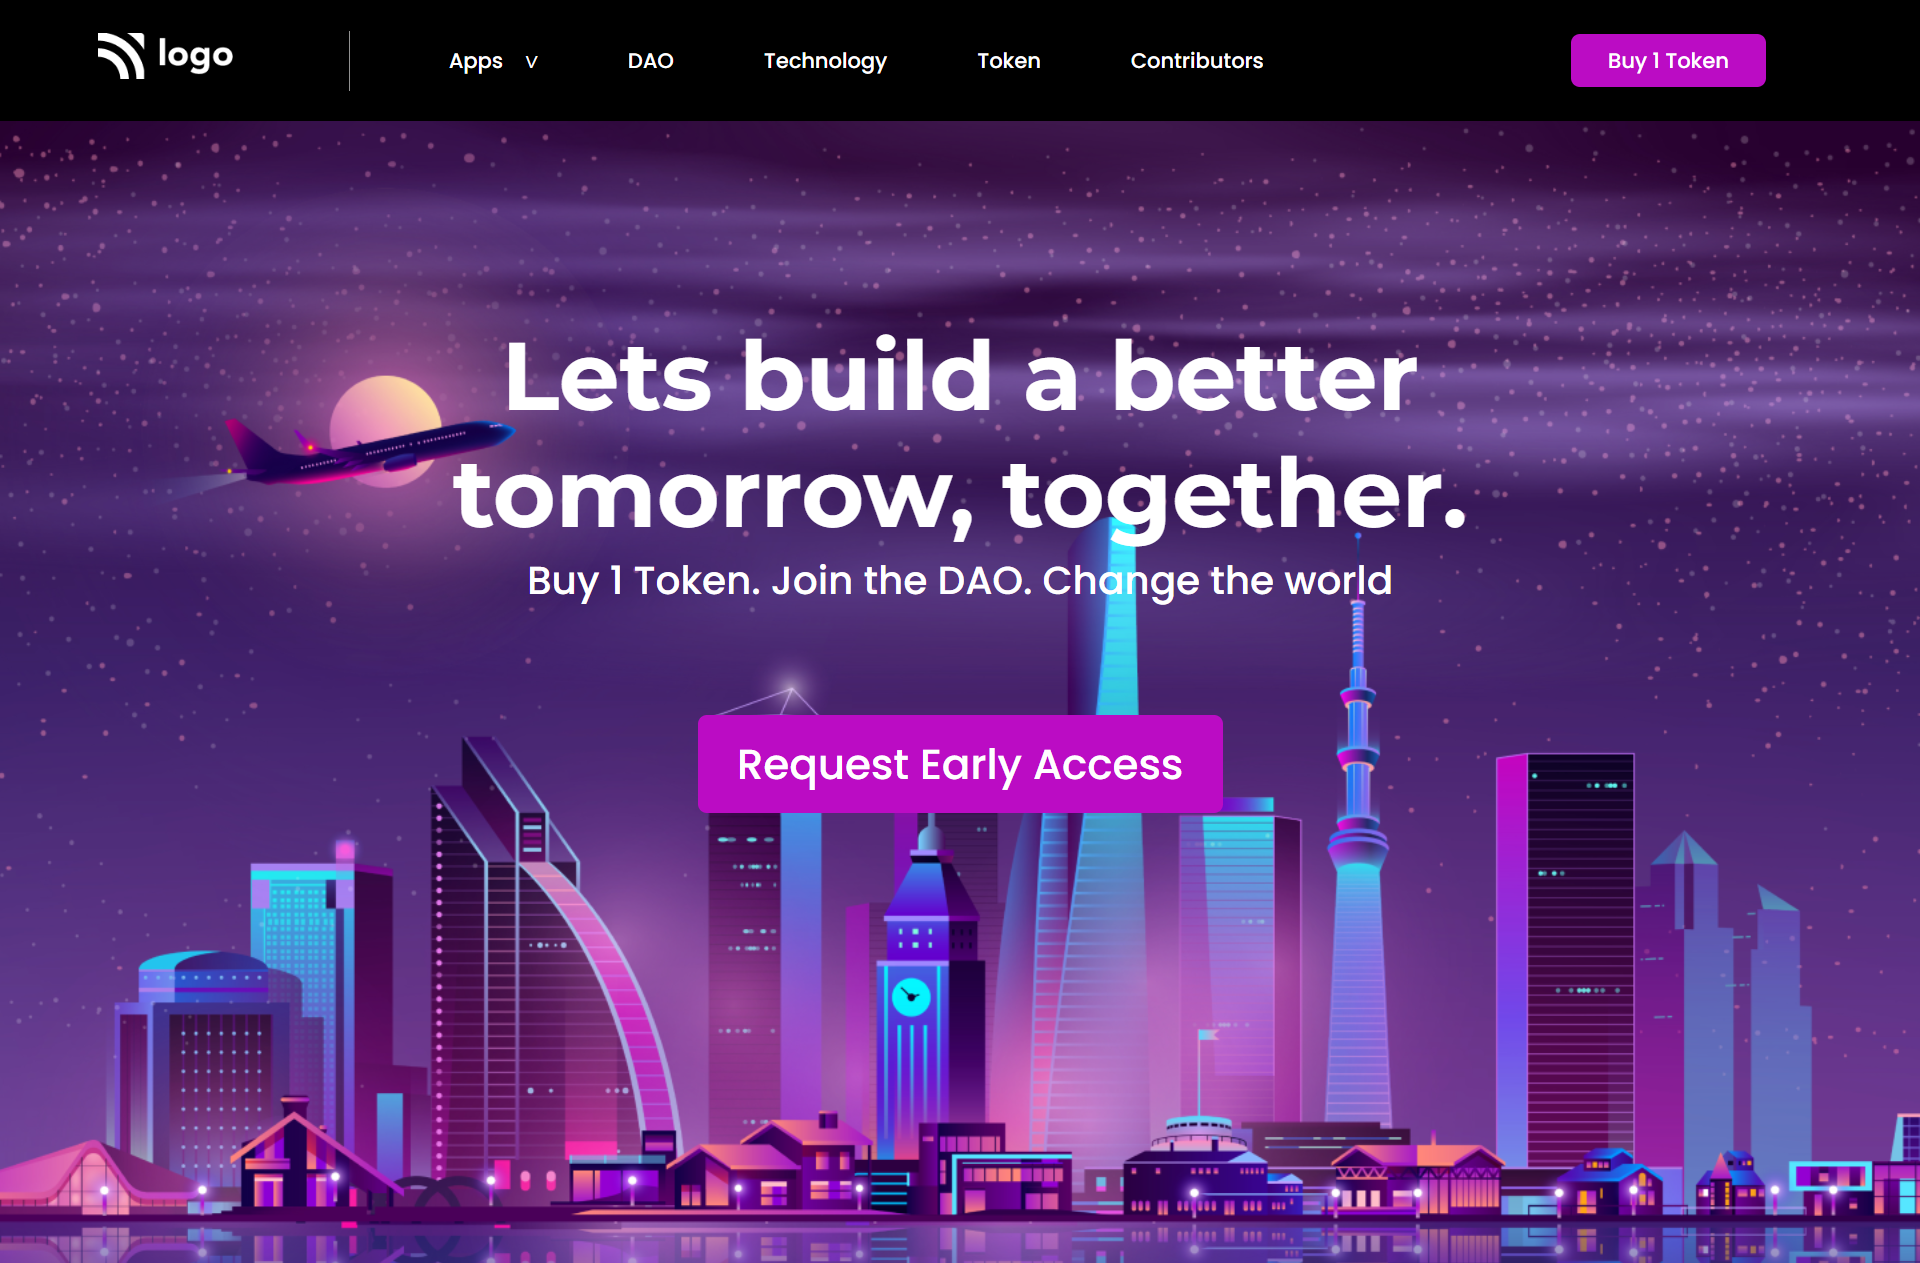 logo
Apps V DAO Technology Token Contributors Buy 1 Token
Lets build a better
tomorrow, together.
Buy 1 Token. Join the DAO. Change the world
Request Early Access